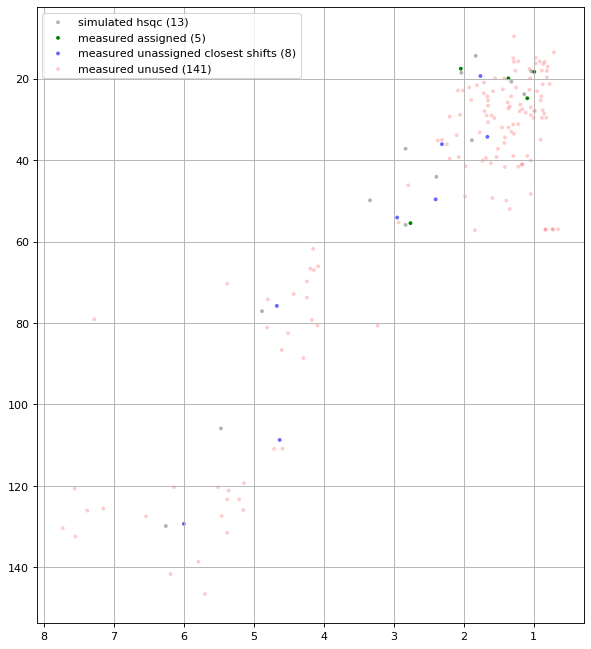 simulated hsqc (13)
measured assigned (5)
measured unassigned closest shifts (8)
measured unused (141)
20
40
60
80
100
120
140
8 7 6 5 4 3 2 1